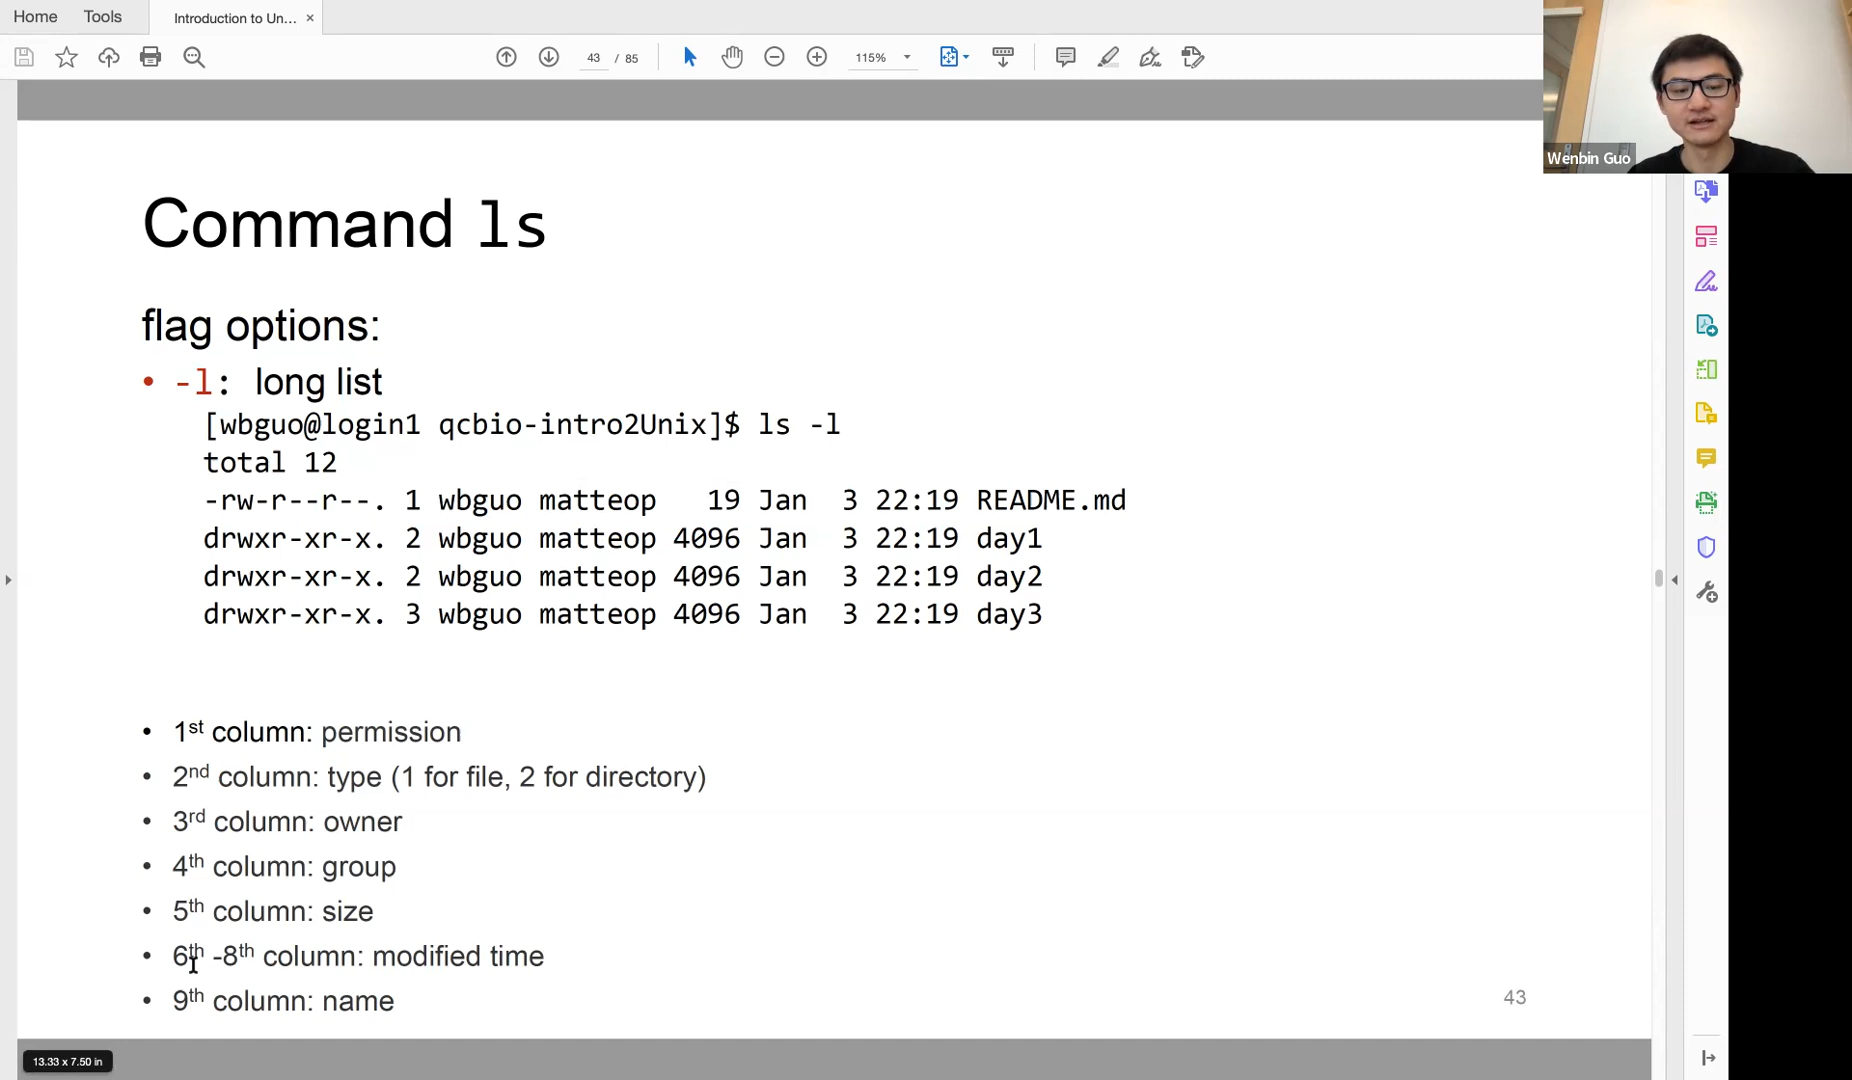 Home Tools Introduction to Un... ×
43 / 85 115%
Wenbin Guo
Command ls
flag options:
• -l: long list
[wbguo@login1 qcbio-intro2Unix]$ ls -l
total 12
-rw-r--r--. 1 wbguo matteop   19 Jan  3 22:19 README.md
drwxr-xr-x. 2 wbguo matteop 4096 Jan  3 22:19 day1
drwxr-xr-x. 2 wbguo matteop 4096 Jan  3 22:19 day2
drwxr-xr-x. 3 wbguo matteop 4096 Jan  3 22:19 day3
• 1st column: permission
• 2nd column: type (1 for file, 2 for directory)
• 3rd column: owner
• 4th column: group
• 5th column: size
• 6th -8th column: modified time
• 9th column: name
43
13.33 x 7.50 in